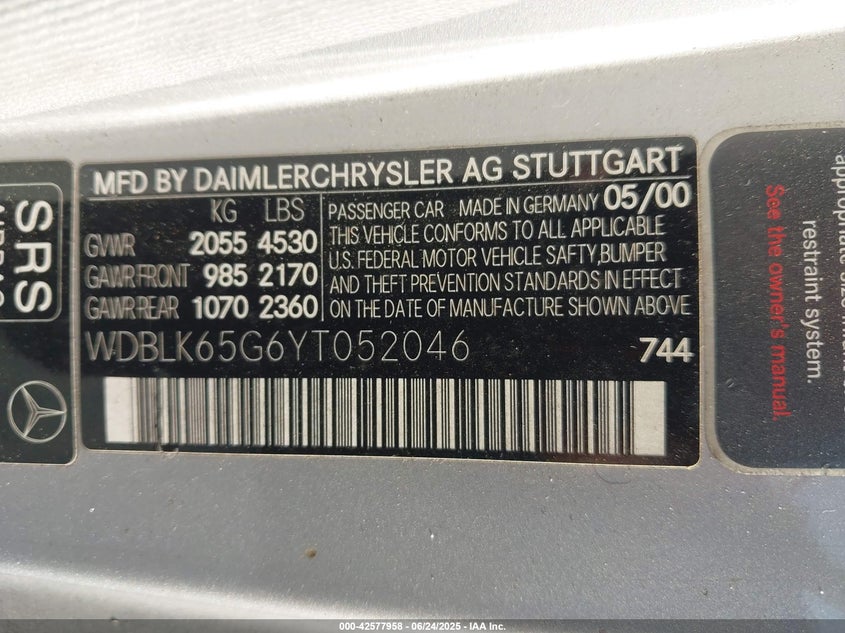 SRS
MFD BY DAIMLERCHRYSLER AG STUTTGART
KG LBS
GVWR 2055 4530
GAWR FRONT 985 2170
GAWR REAR 1070 2360
PASSENGER CAR MADE IN GERMANY 05/00
THIS VEHICLE CONFORMS TO ALL APPLICABLE
U.S. FEDERAL MOTOR VEHICLE SAFTY,BUMPER
AND THEFT PREVENTION STANDARDS IN EFFECT
ON THE DATE OF MANUFACTURE SHOWN ABOVE
WDBLK65G6YT052046 744
restraint system.
See the owner's manual.
000-42577958 - 06/24/2025 - IAA Inc.